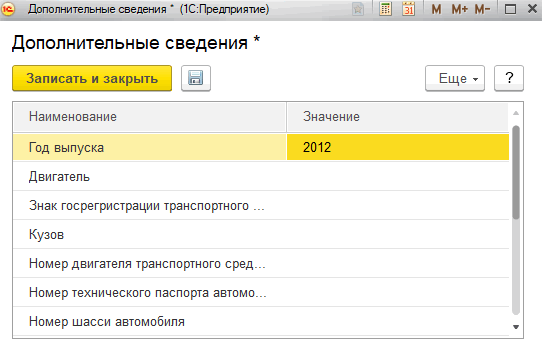 Дополнительные сведения * (1С:Предприятие)
M M+ M-
Дополнительные сведения *
Записать и закрыть Еще ?
Наименование Значение
Год выпуска 2012
Двигатель
Знак госрегристрации транспортного ...
Кузов
Номер двигателя транспортного сред...
Номер технического паспорта автомо...
Номер шасси автомобиля